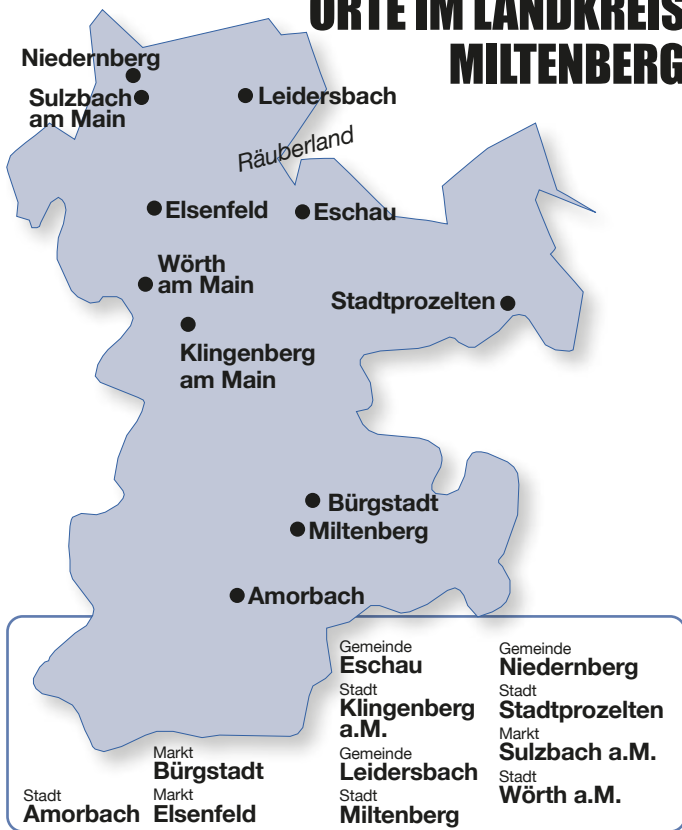 ORTE IM LANDKREIS
MILTENBERG
Niedernberg
Sulzbach
am Main
Leidersbach
Räuberland
Elsenfeld
Eschau
Wörth
am Main
Stadtprozelten
Klingenberg
am Main
Bürgstadt
Miltenberg
Amorbach
Stadt
Amorbach
Markt
Bürgstadt
Markt
Elsenfeld
Gemeinde
Eschau
Stadt
Klingenberg
a.M.
Gemeinde
Leidersbach
Stadt
Miltenberg
Gemeinde
Niedernberg
Stadt
Stadtprozelten
Markt
Sulzbach a.M.
Stadt
Wörth a.M.